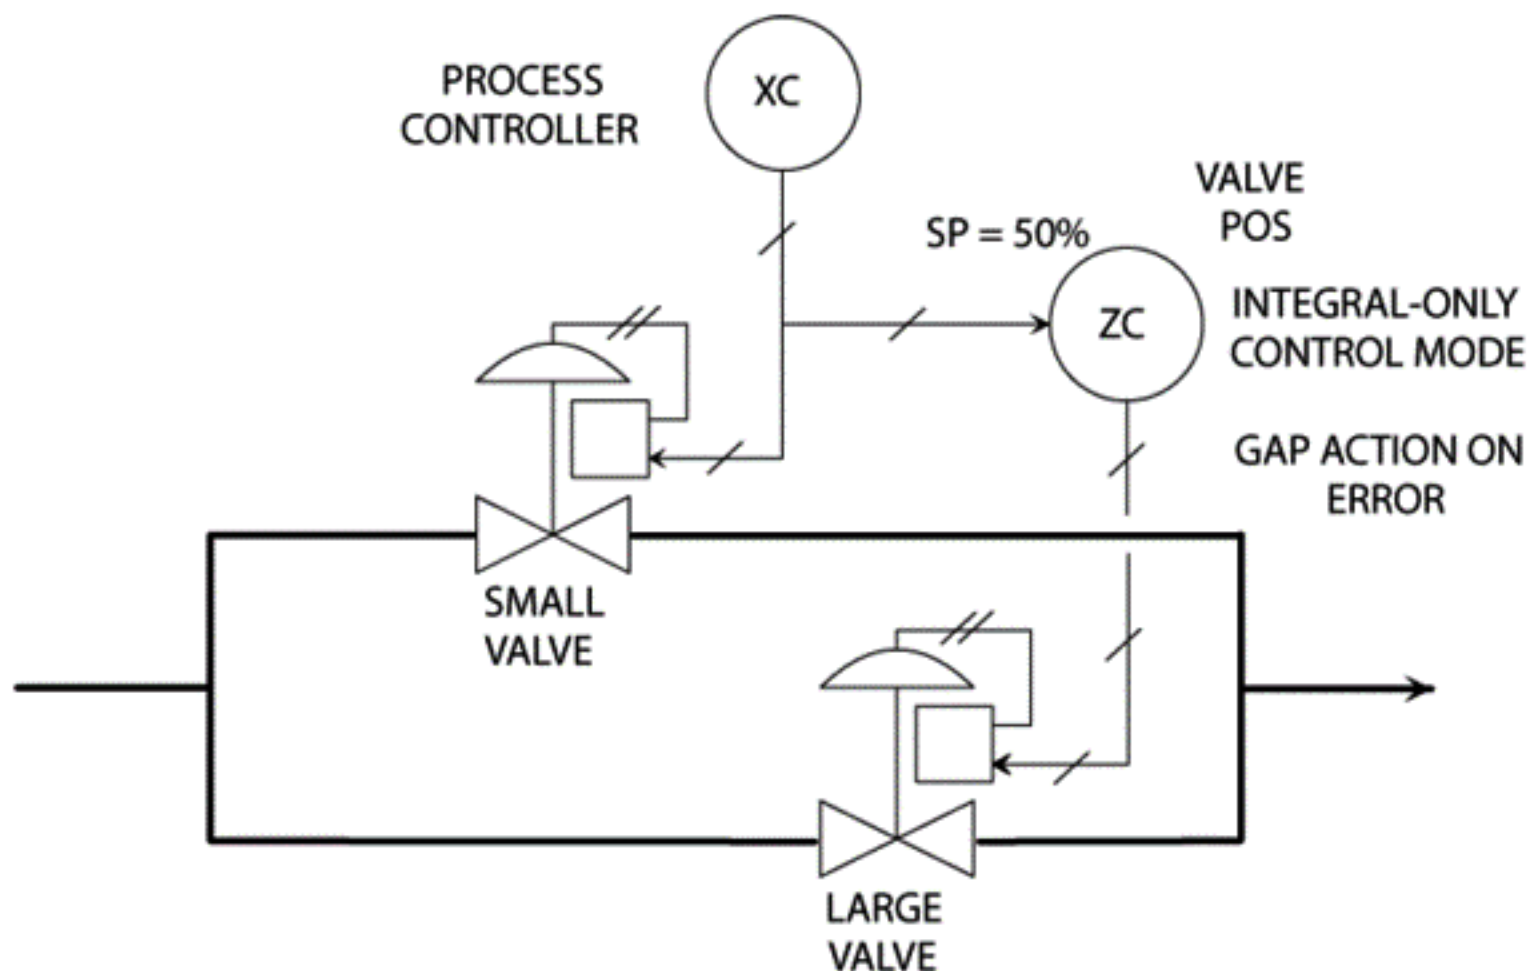 PROCESS
CONTROLLER
XC
VALVE
POS
SP = 50%
ZC
INTEGRAL-ONLY
CONTROL MODE
GAP ACTION ON
ERROR
SMALL
VALVE
LARGE
VALVE